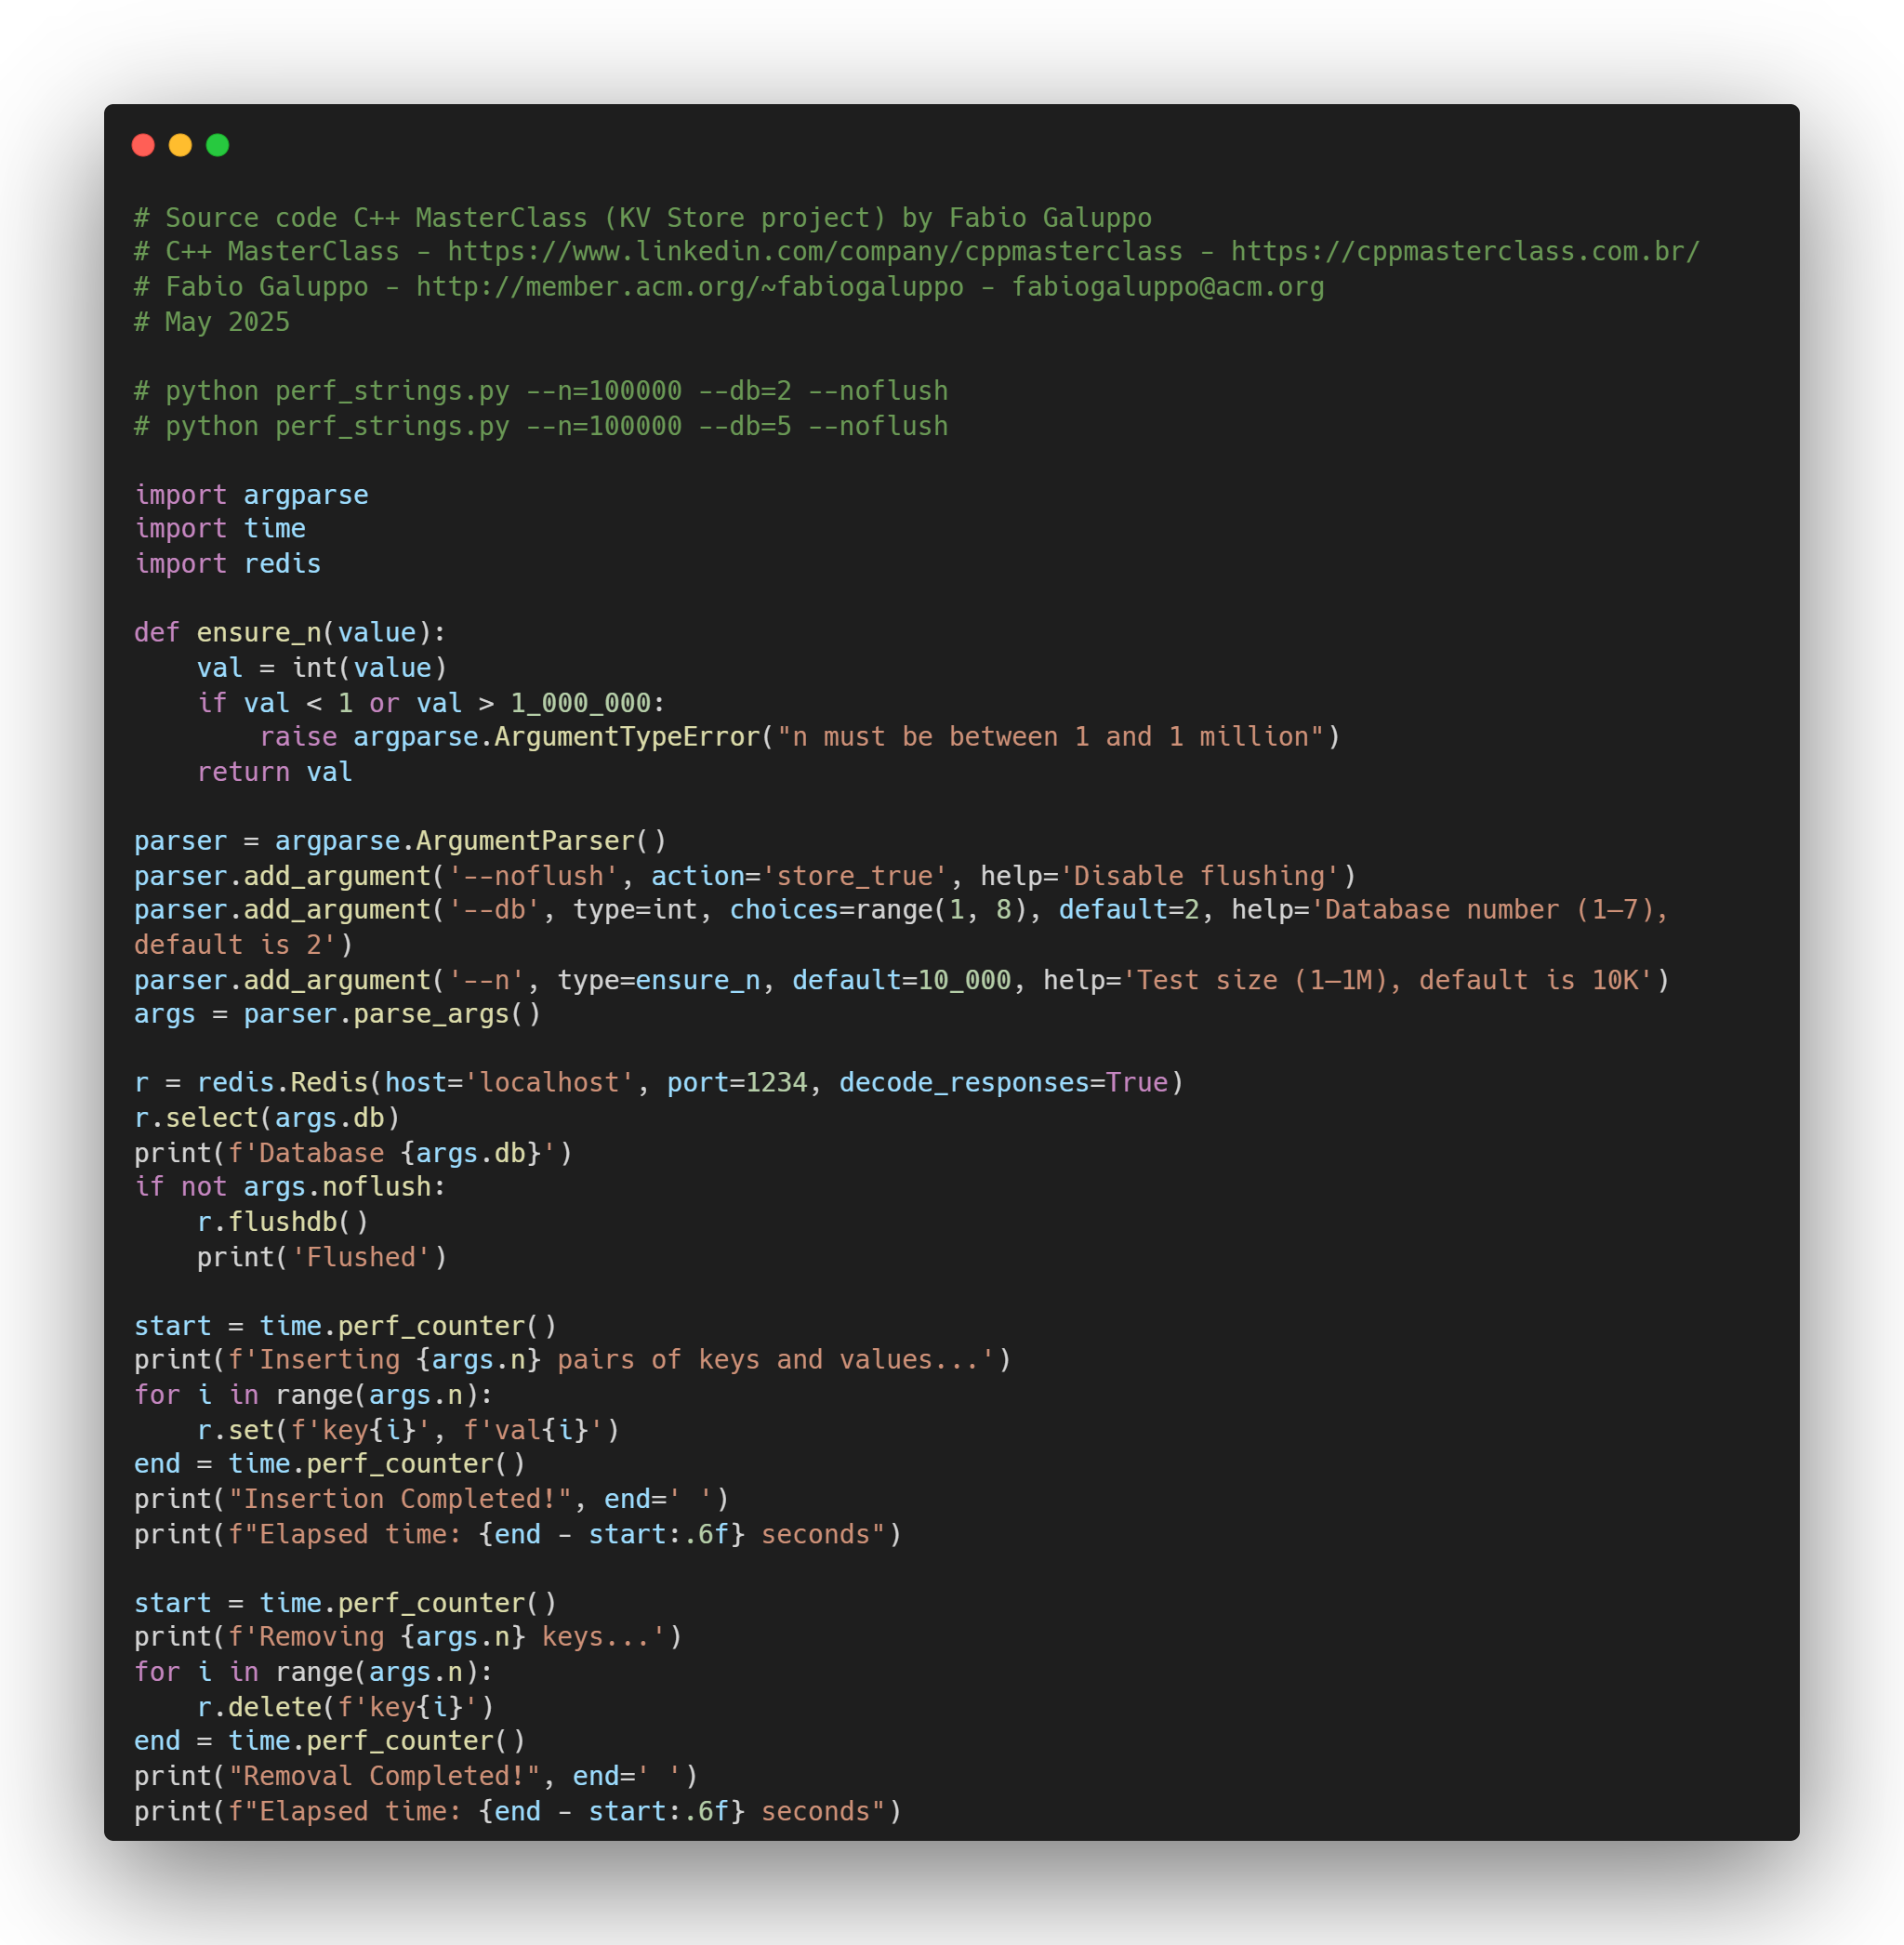 # Source code C++ MasterClass (KV Store project) by Fabio Galuppo
# C++ MasterClass - https://www.linkedin.com/company/cppmasterclass - https://cppmasterclass.com.br/
# Fabio Galuppo - http://member.acm.org/~fabiogaluppo - fabiogaluppo@acm.org
# May 2025

# python perf_strings.py --n=100000 --db=2 --noflush
# python perf_strings.py --n=100000 --db=5 --noflush

import argparse
import time
import redis

def ensure_n(value):
    val = int(value)
    if val < 1 or val > 1_000_000:
        raise argparse.ArgumentTypeError("n must be between 1 and 1 million")
    return val

parser = argparse.ArgumentParser()
parser.add_argument('--noflush', action='store_true', help='Disable flushing')
parser.add_argument('--db', type=int, choices=range(1, 8), default=2, help='Database number (1–7),
default is 2')
parser.add_argument('--n', type=ensure_n, default=10_000, help='Test size (1–1M), default is 10K')
args = parser.parse_args()

r = redis.Redis(host='localhost', port=1234, decode_responses=True)
r.select(args.db)
print(f'Database {args.db}')
if not args.noflush:
    r.flushdb()
    print('Flushed')

start = time.perf_counter()
print(f'Inserting {args.n} pairs of keys and values...')
for i in range(args.n):
    r.set(f'key{i}', f'val{i}')
end = time.perf_counter()
print("Insertion Completed!", end=' ')
print(f"Elapsed time: {end - start:.6f} seconds")

start = time.perf_counter()
print(f'Removing {args.n} keys...')
for i in range(args.n):
    r.delete(f'key{i}')
end = time.perf_counter()
print("Removal Completed!", end=' ')
print(f"Elapsed time: {end - start:.6f} seconds")